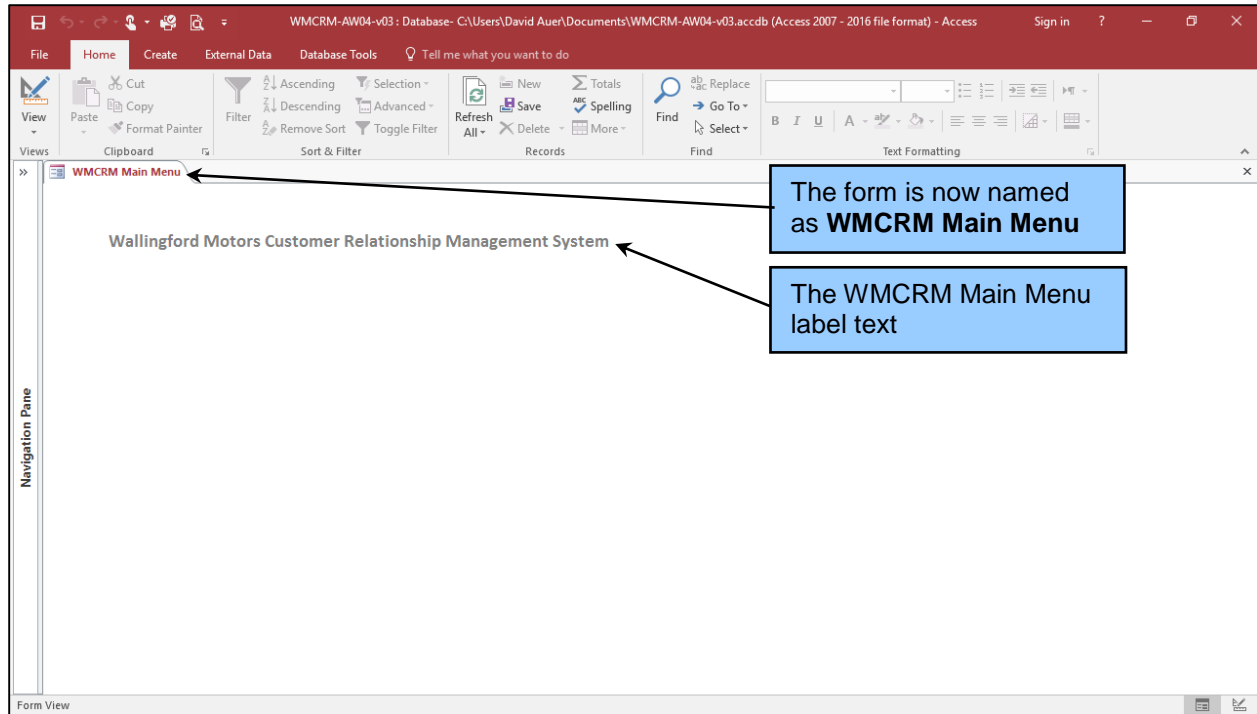 WMCRM-AW04-v03 : Database- C:\Users\David Auer\Documents\WMCRM-AW04-v03.accdb (Access 2007 - 2016 file format) - Access
Sign in ?
File Home Create External Data Database Tools Tell me what you want to do
View
Views
Paste
Cut
Copy
Format Painter
Clipboard
Filter
Ascending
Descending
Remove Sort
Selection
Advanced
Toggle Filter
Sort & Filter
Refresh
All
New
Save
Delete
Totals
Spelling
More
Records
Find
Replace
Go To
Select
Find
B I U A
Text Formatting
WMCRM Main Menu
The form is now named
as WMCRM Main Menu
Wallingford Motors Customer Relationship Management System
The WMCRM Main Menu
label text
Navigation Pane
Form View